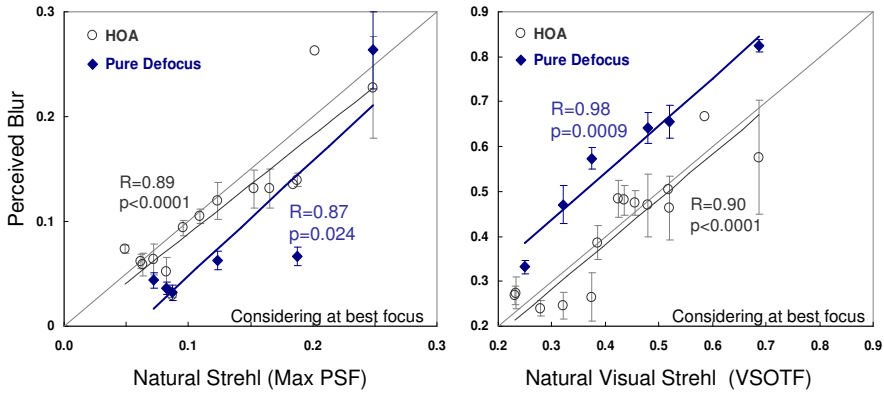 Perceived Blur
0.3
0.2
0.1
0
HOA
Pure Defocus
R=0.89
p<0.0001
R=0.87
p=0.024
Considering at best focus
0.0
0.1
0.2
0.3
Natural Strehl (Max PSF)
0.9
0.8
0.7
0.6
0.5
0.4
0.3
0.2
HOA
Pure Defocus
R=0.98
p=0.0009
R=0.90
p<0.0001
Considering at best focus
0.2
0.3
0.4
0.5
0.6
0.7
0.8
0.9
Natural Visual Strehl (VSOTF)